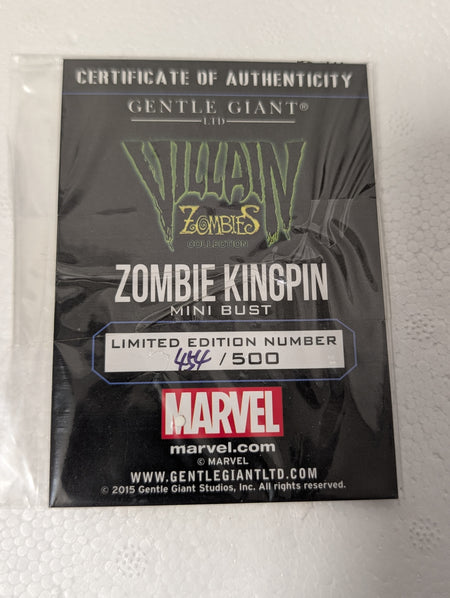 CERTIFICATE OF AUTHENTICITY
GENTLE GIANT®
LTD
VILLAIN
ZOMBIES
COLLECTION
ZOMBIE KINGPIN
MINI BUST
LIMITED EDITION NUMBER
454 / 500
MARVEL
marvel.com
© MARVEL
WWW.GENTLEGIANTLTD.COM
© 2015 Gentle Giant Studios, Inc. All rights reserved.